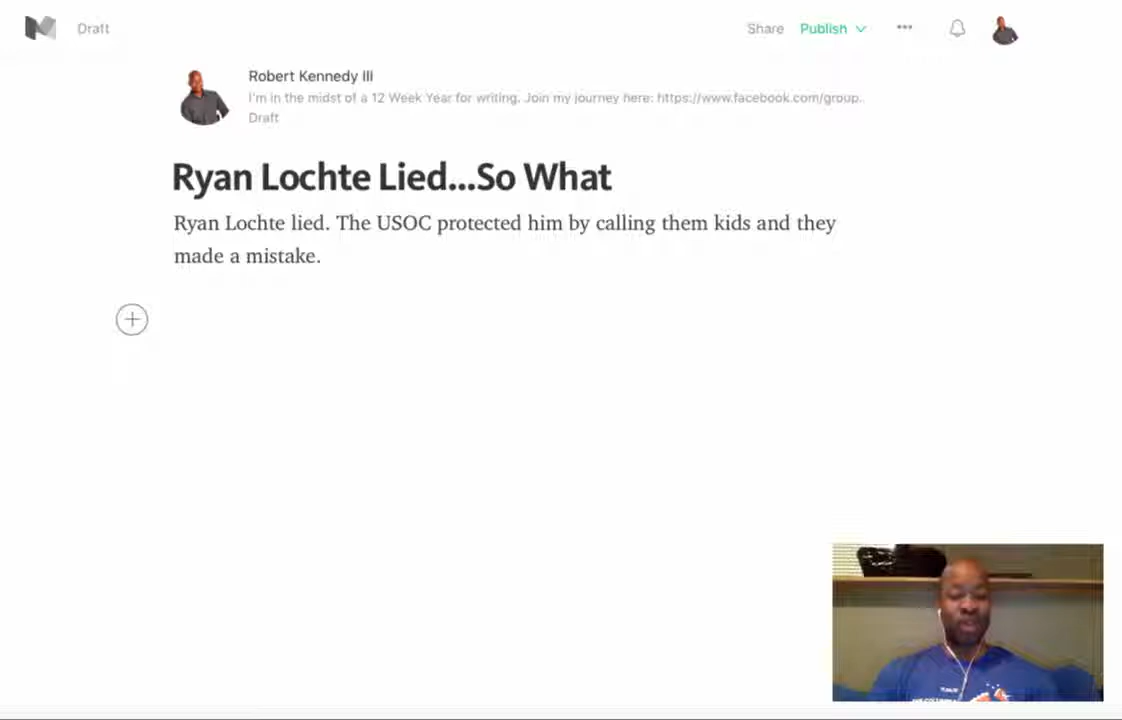 Draft
Share Publish
Robert Kennedy III
I'm in the midst of a 12 Week Year for writing. Join my journey here: https://www.facebook.com/group..
Draft
Ryan Lochte Lied...So What
Ryan Lochte lied. The USOC protected him by calling them kids and they
made a mistake.